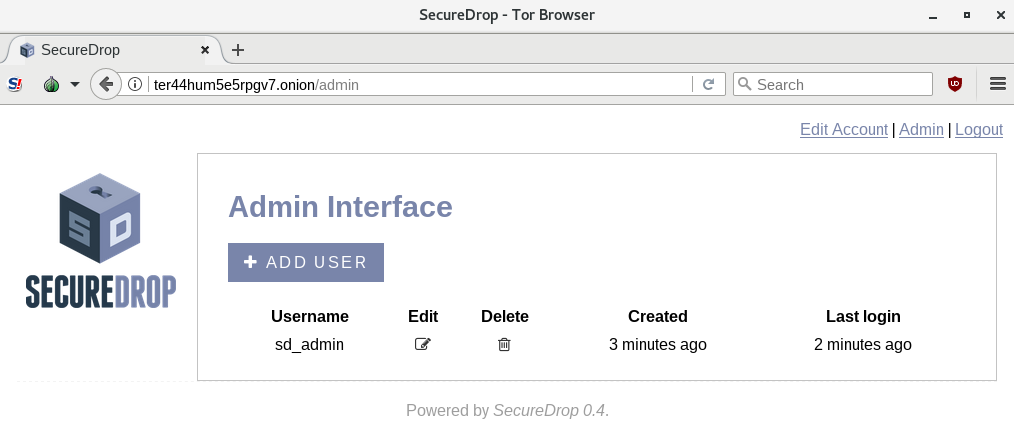 SecureDrop - Tor Browser
SecureDrop
ter44hum5e5rpgv7.onion/admin
Search
Edit Account | Admin | Logout
SD
SECUREDROP
Admin Interface
ADD USER
Username Edit Delete Created Last login
sd_admin 3 minutes ago 2 minutes ago
Powered by SecureDrop 0.4.